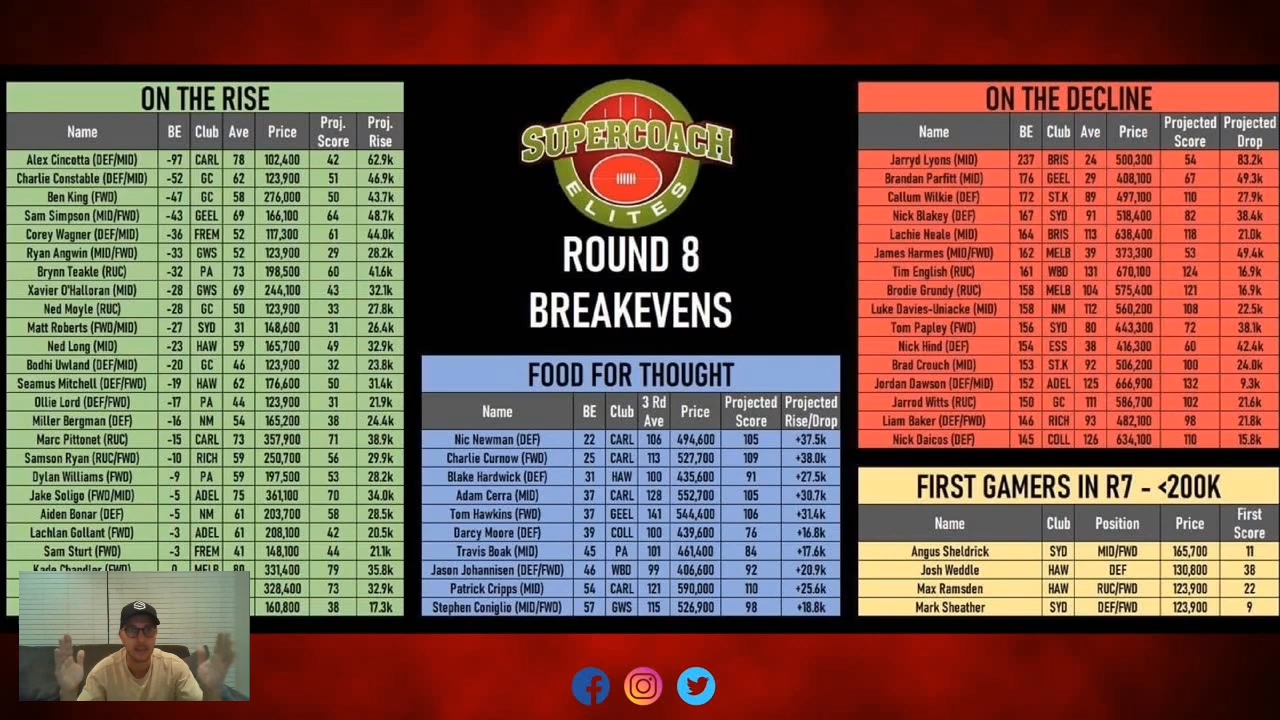 ON THE RISE
Name BE Club Ave Price Proj. Score Proj. Rise
Alex Cincotta (DEF/MID) -97 CARL 78 102,400 42 62.9k
Charlie Constable (DEF/MID) -52 GC 62 123,900 51 46.9k
Ben King (FWD) -47 GC 58 276,000 50 43.7k
Sam Simpson (MID/FWD) -43 GEEL 69 166,100 64 48.7k
Corey Wagner (DEF/MID) -36 FREM 52 117,300 61 44.0k
Ryan Angwin (MID/FWD) -33 GWS 52 123,900 29 28.2k
Brynn Teakle (RUC) -32 PA 73 198,500 60 41.6k
Xavier O'Halloran (MID) -28 GWS 69 244,100 43 32.1k
Ned Moyle (RUC) -28 GC 50 123,900 33 27.8k
Matt Roberts (FWD/MID) -27 SYD 31 148,600 31 26.4k
Ned Long (MID) -23 HAW 59 165,700 49 32.9k
Bodhi Uwland (DEF/MID) -20 GC 46 123,900 32 23.8k
Seamus Mitchell (DEF/FWD) -19 HAW 62 176,600 50 31.4k
Ollie Lord (DEF/FWD) -17 PA 44 123,900 31 21.9k
Miller Bergman (DEF) -16 NM 54 165,200 38 24.4k
Marc Pittonet (RUC) -15 CARL 73 357,900 71 38.9k
Samson Ryan (RUC/FWD) -10 RICH 59 250,700 56 29.9k
Dylan Williams (FWD) -9 PA 59 197,500 53 28.2k
Jake Soligo (FWD/MID) -5 ADEL 75 361,100 70 34.0k
Aiden Bonar (DEF) -5 NM 61 203,700 58 28.5k
Lachlan Gollant (FWD) -3 ADEL 61 208,100 42 20.5k
Sam Sturt (FWD) -3 FREM 41 148,100 44 21.1k
Kade Chandler (FWD) 0 MELB 80 331,400 79 35.8k
328,400 73 32.9k
160,800 38 17.3k
SUPERCOACH
ELITES
ROUND 8
BREAKEVENS
FOOD FOR THOUGHT
Name BE Club 3 Rd Ave Price Projected Score Projected Rise/Drop
Nic Newman (DEF) 22 CARL 106 494,600 105 +37.5k
Charlie Curnow (FWD) 25 CARL 113 527,700 109 +38.0k
Blake Hardwick (DEF) 31 HAW 100 435,600 91 +27.5k
Adam Cerra (MID) 37 CARL 128 552,700 105 +30.7k
Tom Hawkins (FWD) 37 GEEL 141 544,400 106 +31.4k
Darcy Moore (DEF) 39 COLL 100 439,600 76 +16.8k
Travis Boak (MID) 45 PA 101 461,400 84 +17.6k
Jason Johannisen (DEF/FWD) 46 WBD 99 406,600 92 +20.9k
Patrick Cripps (MID) 54 CARL 121 590,000 110 +25.6k
Stephen Coniglio (MID/FWD) 57 GWS 115 526,900 98 +18.8k
ON THE DECLINE
Name BE Club Ave Price Projected Score Projected Drop
Jarryd Lyons (MID) 237 BRIS 24 500,300 54 83.2k
Brandan Parfitt (MID) 176 GEEL 29 408,100 67 49.3k
Callum Wilkie (DEF) 172 ST.K 89 497,100 110 27.9k
Nick Blakey (DEF) 167 SYD 91 518,400 82 38.4k
Lachie Neale (MID) 164 BRIS 113 638,400 118 21.0k
James Harmes (MID/FWD) 162 MELB 39 373,300 53 49.4k
Tim English (RUC) 161 WBD 131 670,100 124 16.9k
Brodie Grundy (RUC) 158 MELB 104 575,400 121 16.9k
Luke Davies-Uniacke (MID) 158 NM 112 560,200 108 22.5k
Tom Papley (FWD) 156 SYD 80 443,300 72 38.1k
Nick Hind (DEF) 154 ESS 38 416,300 60 42.4k
Brad Crouch (MID) 153 ST.K 92 506,200 100 24.0k
Jordan Dawson (DEF/MID) 152 ADEL 125 666,900 132 9.3k
Jarrod Witts (RUC) 150 GC 111 586,700 102 21.6k
Liam Baker (DEF/FWD) 146 RICH 93 482,100 98 21.8k
Nick Daicos (DEF) 145 COLL 126 634,100 110 15.8k
FIRST GAMERS IN R7 - <200K
Name Club Position Price First Score
Angus Sheldrick SYD MID/FWD 165,700 11
Josh Weddle HAW DEF 130,800 38
Max Ramsden HAW RUC/FWD 123,900 22
Mark Sheather SYD DEF/FWD 123,900 9